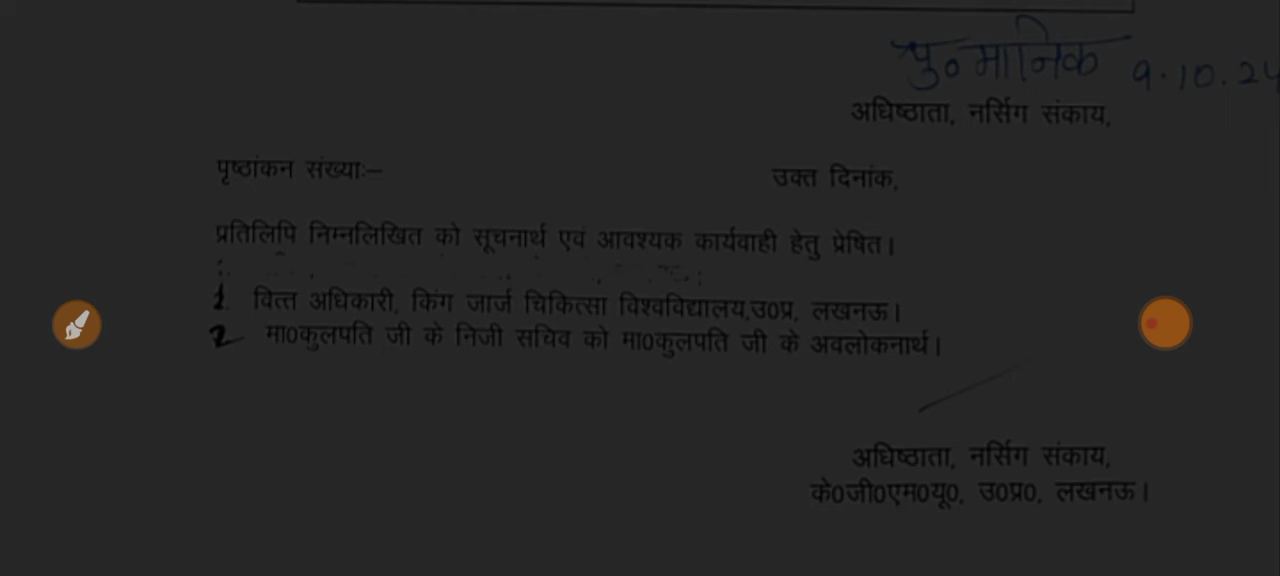 पु० मानिक 9.10.24
अधिष्ठाता, नर्सिग संकाय,
पृष्ठांकन संख्याः– उक्त दिनांक,
प्रतिलिपि निम्नलिखित को सूचनार्थ एवं आवश्यक कार्यवाही हेतु प्रेषित।
1. वित्त अधिकारी, किंग जार्ज चिकित्सा विश्वविद्यालय,उ0प्र, लखनऊ।
2 मा0कुलपति जी के निजी सचिव को मा0कुलपति जी के अवलोकनार्थ।
अधिष्ठाता, नर्सिग संकाय,
के0जी0एम0यू0, उ0प्र0, लखनऊ।